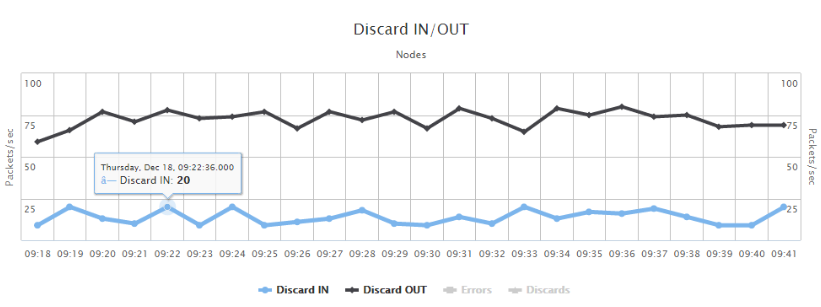 Discard IN/OUT
Nodes
100 100
75 75
50 50
25 25
Packets/sec
Packets/sec
Thursday, Dec 18, 09:22:36.000
â— Discard IN: 20
09:18 09:19 09:20 09:21 09:22 09:23 09:24 09:25 09:26 09:27 09:28 09:29 09:30 09:31 09:32 09:33 09:34 09:35 09:36 09:37 09:38 09:39 09:40 09:41
Discard IN Discard OUT Errors Discards